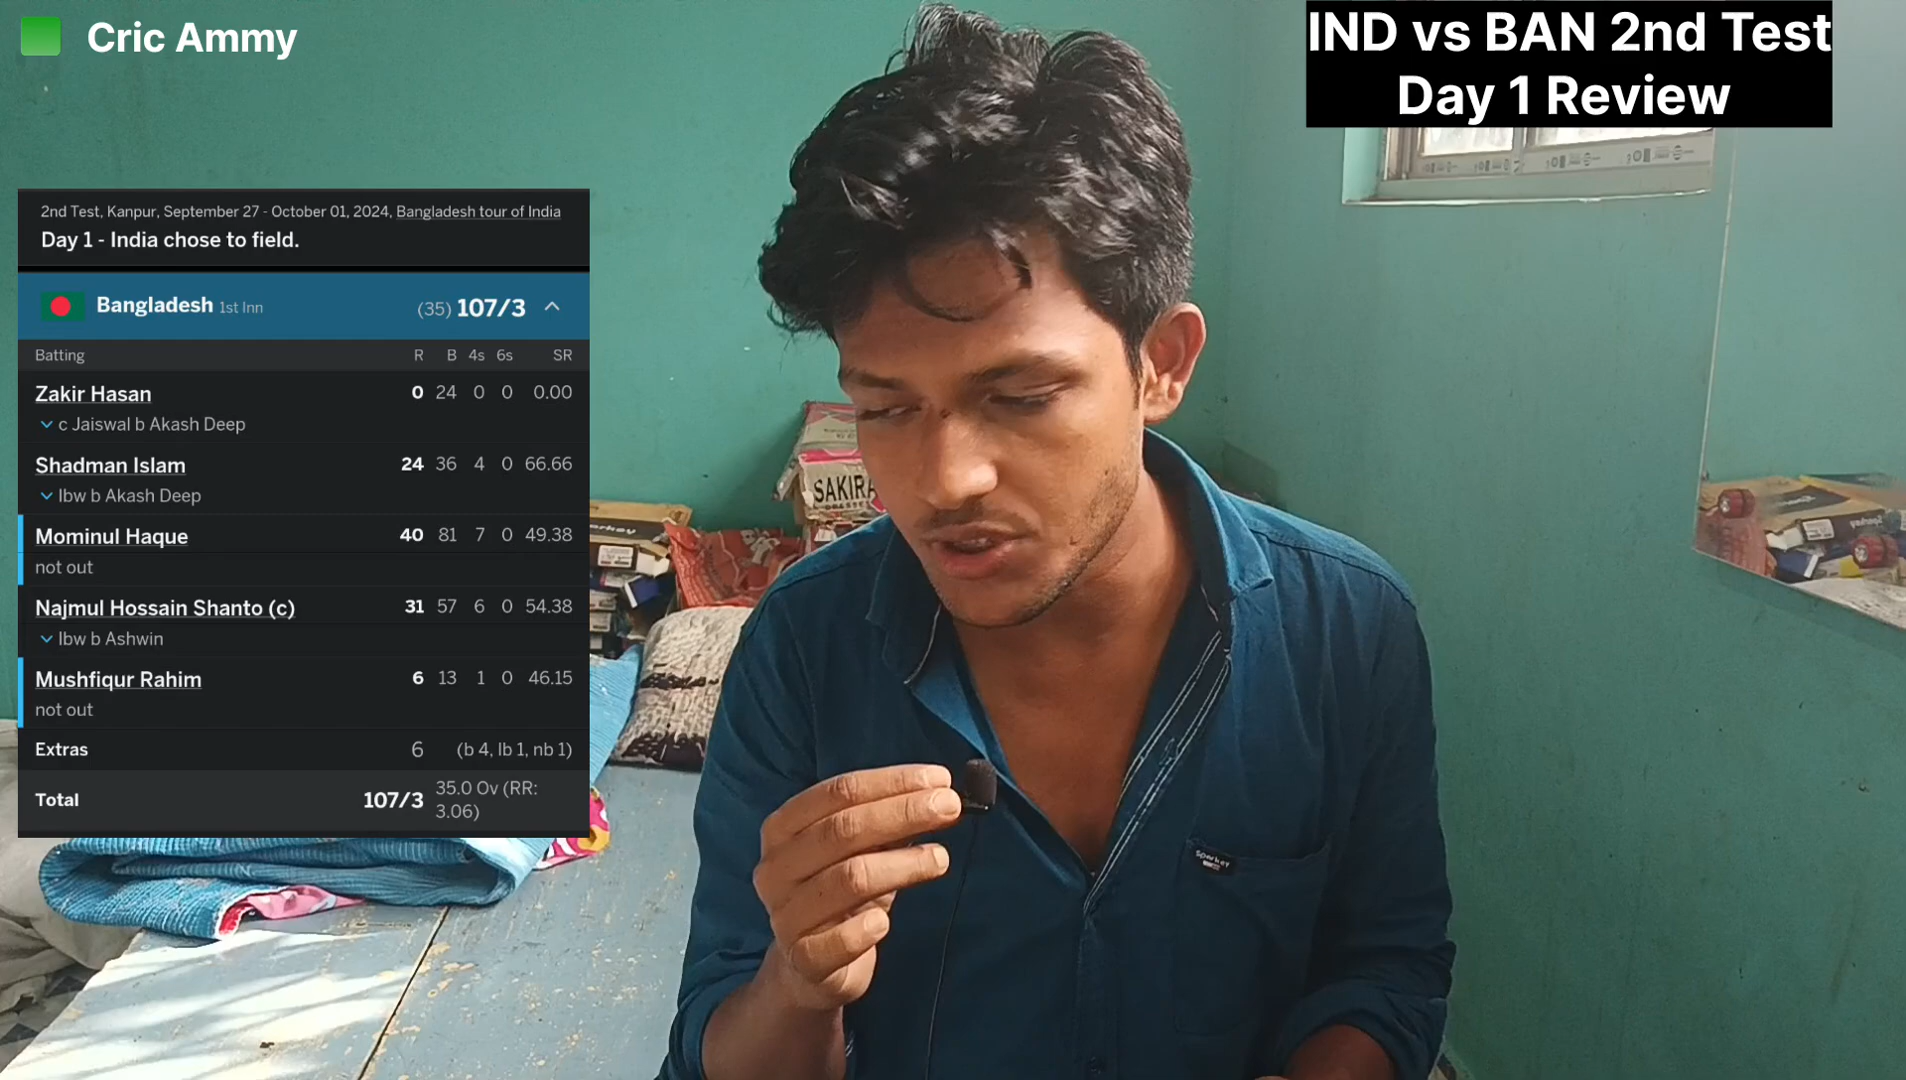 Cric Ammy
IND vs BAN 2nd Test
Day 1 Review
2nd Test, Kanpur, September 27 - October 01, 2024, Bangladesh tour of India
Day 1 - India chose to field.
Bangladesh 1st Inn (35) 107/3
Batting R B 4s 6s SR
Zakir Hasan 0 24 0 0 0.00
c Jaiswal b Akash Deep
Shadman Islam 24 36 4 0 66.66
lbw b Akash Deep
Mominul Haque 40 81 7 0 49.38
not out
Najmul Hossain Shanto (c) 31 57 6 0 54.38
lbw b Ashwin
Mushfiqur Rahim 6 13 1 0 46.15
not out
Extras 6 (b 4, lb 1, nb 1)
Total 107/3 35.0 Ov (RR:
3.06)
SAKIRA
Sparkey